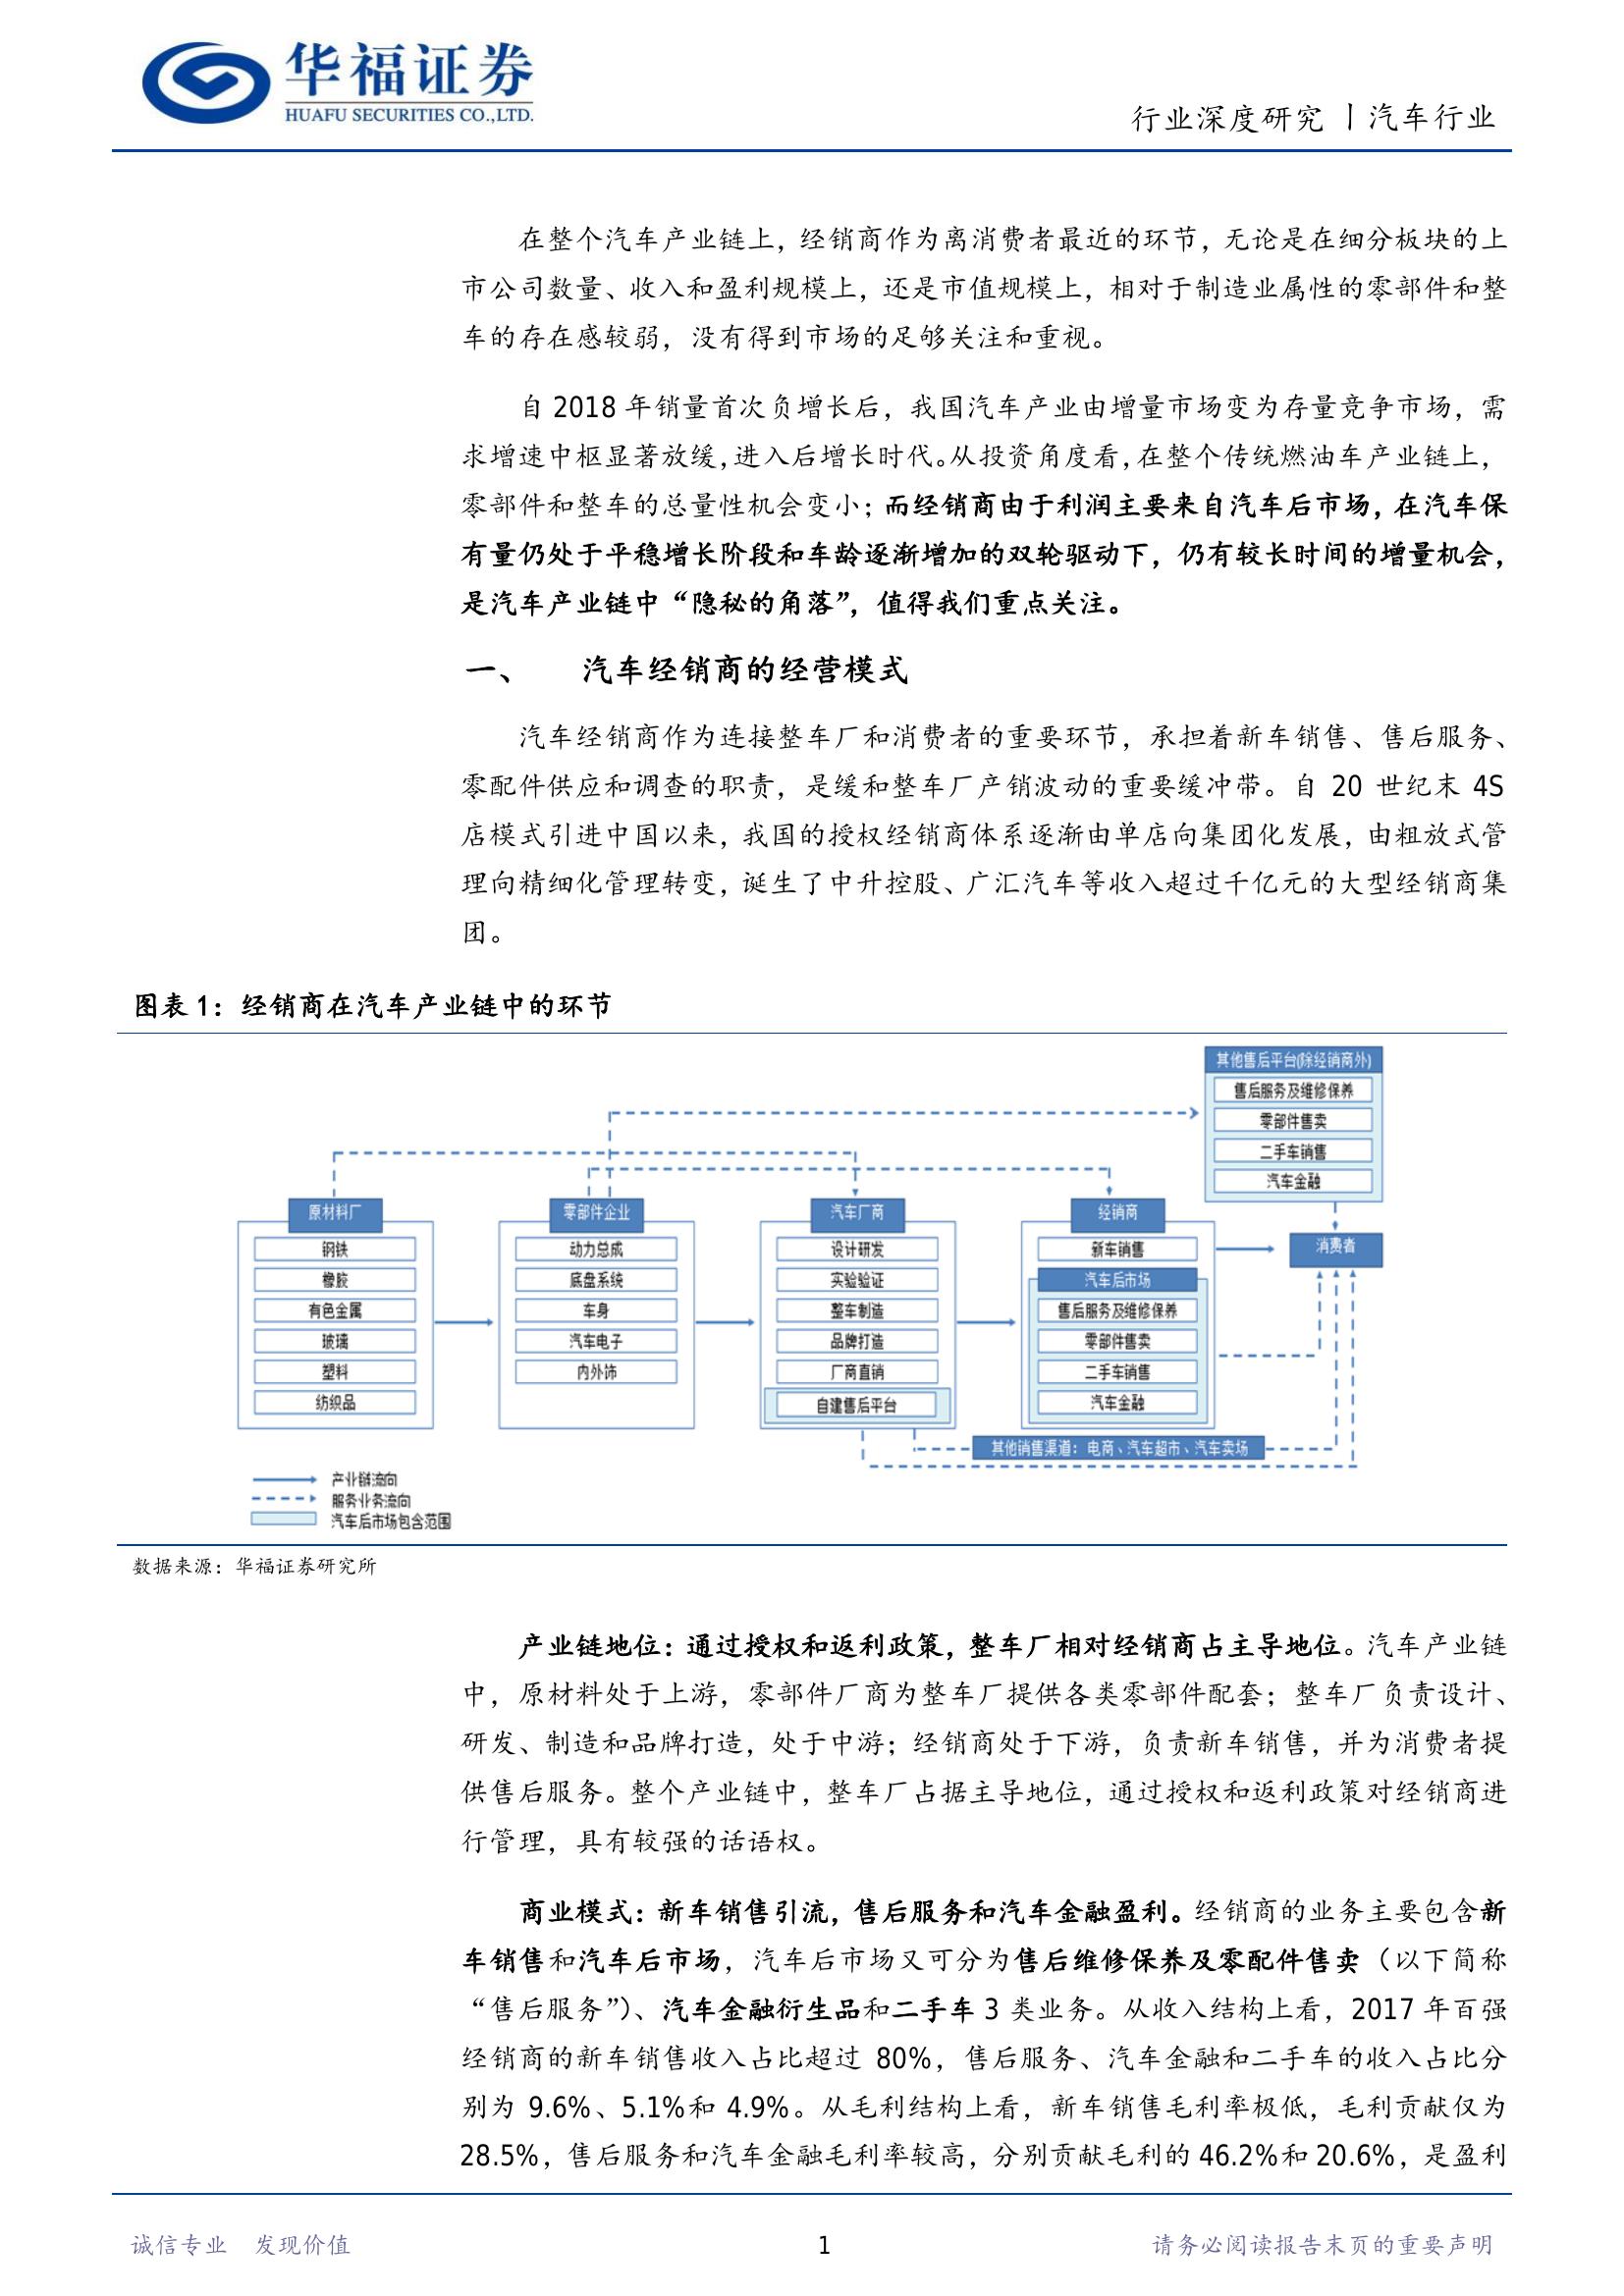 华福证券
HUAFU SECURITIES CO.,LTD.
行业深度研究丨汽车行业
在整个汽车产业链上，经销商作为离消费者最近的环节，无论是在细分板块的上
市公司数量、收入和盈利规模上，还是市值规模上，相对于制造业属性的零部件和整
车的存在感较弱，没有得到市场的足够关注和重视。
自 2018 年销量首次负增长后，我国汽车产业由增量市场变为存量竞争市场，需
求增速中枢显著放缓，进入后增长时代。从投资角度看，在整个传统燃油车产业链上，
零部件和整车的总量性机会变小；而经销商由于利润主要来自汽车后市场，在汽车保
有量仍处于平稳增长阶段和车龄逐渐增加的双轮驱动下，仍有较长时间的增量机会，
是汽车产业链中“隐秘的角落”，值得我们重点关注。
一、 汽车经销商的经营模式
汽车经销商作为连接整车厂和消费者的重要环节，承担着新车销售、售后服务、
零配件供应和调查的职责，是缓和整车厂产销波动的重要缓冲带。自 20 世纪末 4S
店模式引进中国以来，我国的授权经销商体系逐渐由单店向集团化发展，由粗放式管
理向精细化管理转变，诞生了中升控股、广汇汽车等收入超过千亿元的大型经销商集
团。
图表 1：经销商在汽车产业链中的环节
其他售后平台(除经销商外)
售后服务及维修保养
零部件售卖
二手车销售
汽车金融
原材料厂
钢铁
橡胶
有色金属
玻璃
塑料
纺织品
零部件企业
动力总成
底盘系统
车身
汽车电子
内外饰
汽车厂商
设计研发
实验验证
整车制造
品牌打造
厂商直销
自建售后平台
经销商
新车销售
汽车后市场
售后服务及维修保养
零部件售卖
二手车销售
汽车金融
消费者
其他销售渠道：电商、汽车超市、汽车卖场
产业链流向
服务业务流向
汽车后市场包含范围
数据来源：华福证券研究所
产业链地位：通过授权和返利政策，整车厂相对经销商占主导地位。汽车产业链
中，原材料处于上游，零部件厂商为整车厂提供各类零部件配套；整车厂负责设计、
研发、制造和品牌打造，处于中游；经销商处于下游，负责新车销售，并为消费者提
供售后服务。整个产业链中，整车厂占据主导地位，通过授权和返利政策对经销商进
行管理，具有较强的话语权。
商业模式：新车销售引流，售后服务和汽车金融盈利。经销商的业务主要包含新
车销售和汽车后市场，汽车后市场又可分为售后维修保养及零配件售卖（以下简称
“售后服务”）、汽车金融衍生品和二手车 3 类业务。从收入结构上看，2017 年百强
经销商的新车销售收入占比超过 80%，售后服务、汽车金融和二手车的收入占比分
别为 9.6%、5.1%和 4.9%。从毛利结构上看，新车销售毛利率极低，毛利贡献仅为
28.5%，售后服务和汽车金融毛利率较高，分别贡献毛利的 46.2%和 20.6%，是盈利
诚信专业 发现价值
1
请务必阅读报告末页的重要声明